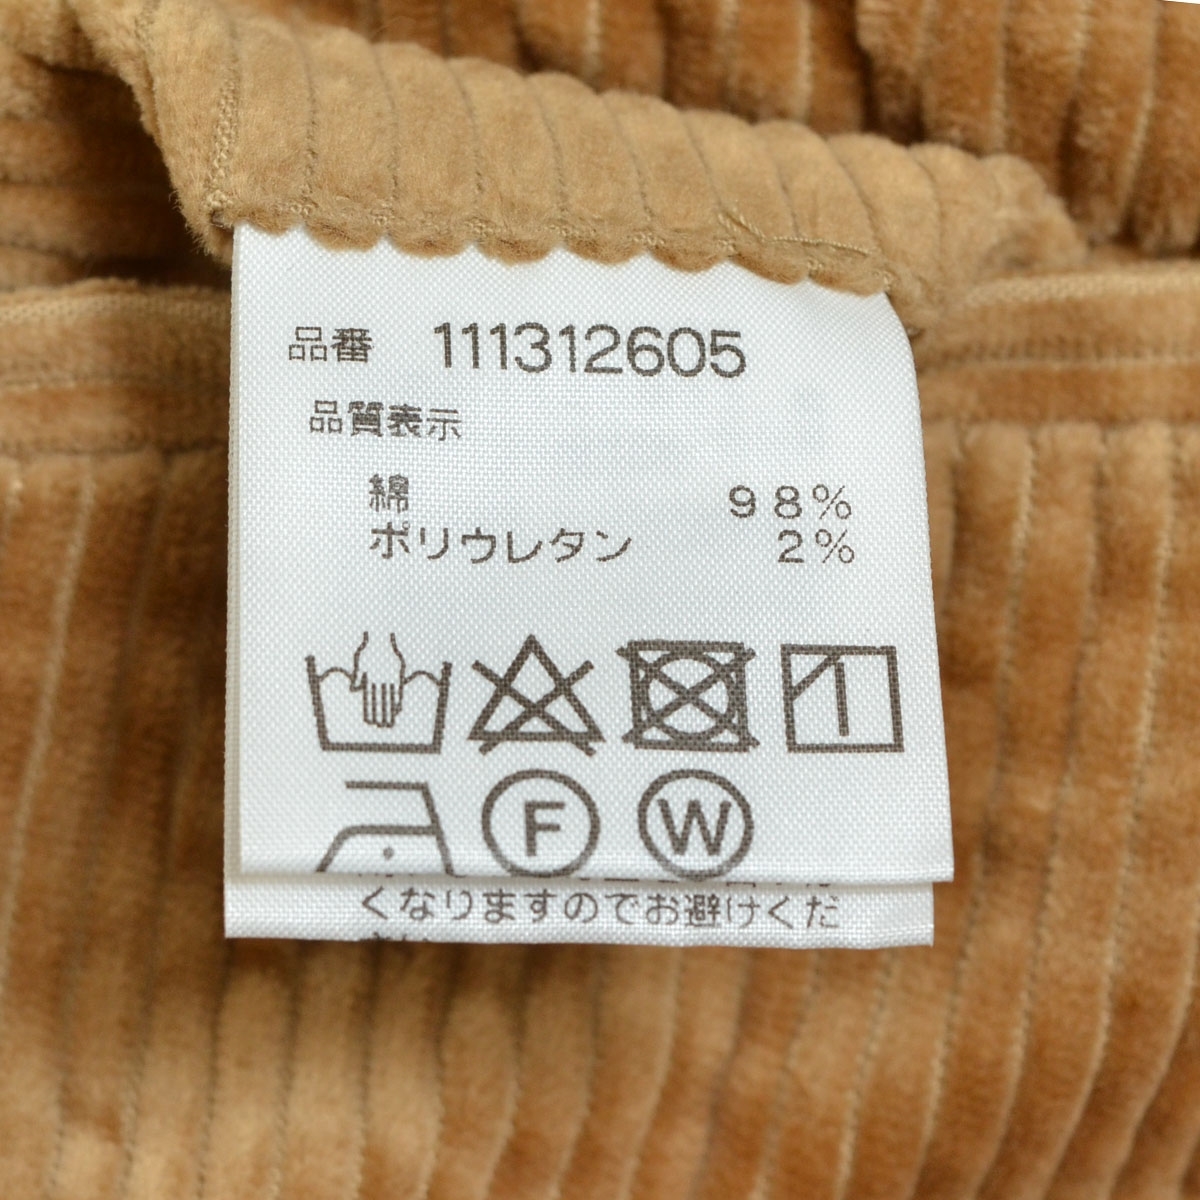 品番 111312605
品質表示
綿 98%
ポリウレタン 2%
F W
くなりますのでお避けくだ